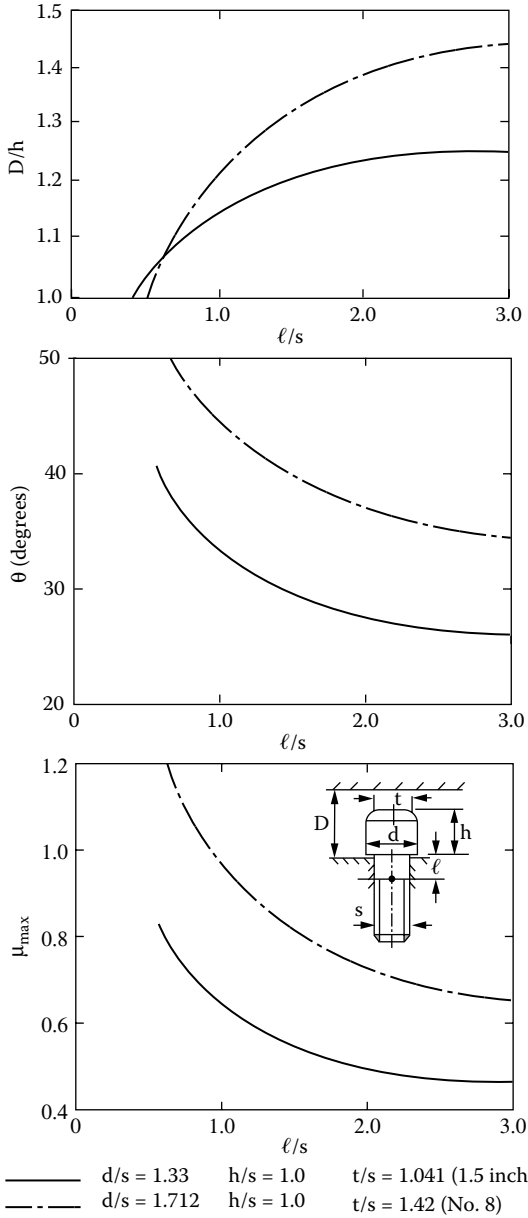 1.5
1.4
1.3
1.2
1.1
1.0
D/h
0 1.0 2.0 3.0
ℓ/s
50
40
30
20
θ (degrees)
0 1.0 2.0 3.0
ℓ/s
1.2
1.0
0.8
0.6
0.4
μmax
D t h
d
ℓ
s
0 1.0 2.0 3.0
ℓ/s
d/s = 1.33 h/s = 1.0 t/s = 1.041 (1.5 inch
d/s = 1.712 h/s = 1.0 t/s = 1.42 (No. 8)